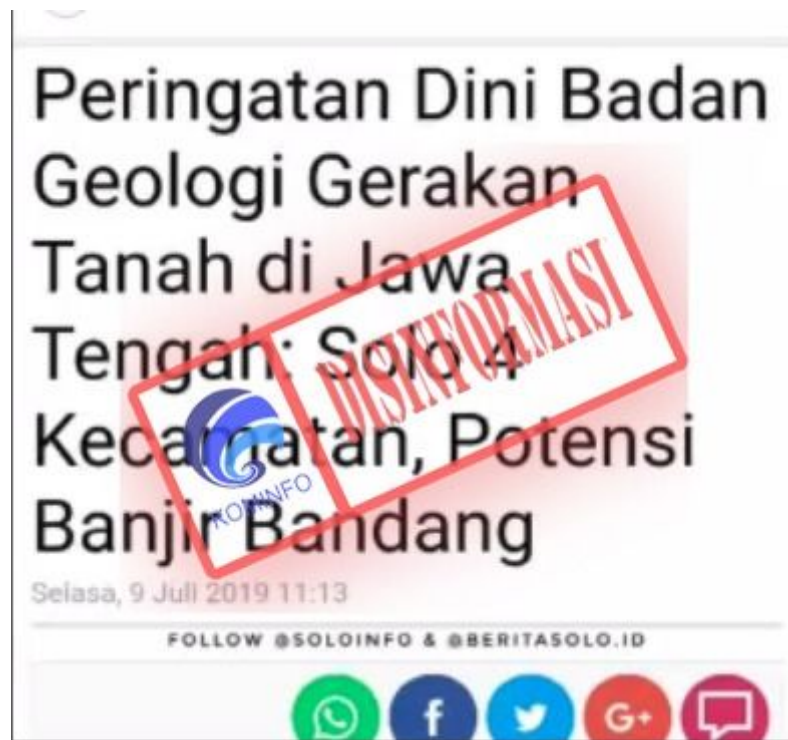 Peringatan Dini Badan
Geologi Gerakan
Tanah di Jawa
Tengah: Solo 4
Kecamatan, Potensi
Banjir Bandang
DISINFORMASI
KOMINFO
Selasa, 9 Juli 2019 11:13
FOLLOW @SOLOINFO & @BERITASOLO.ID
f
G+